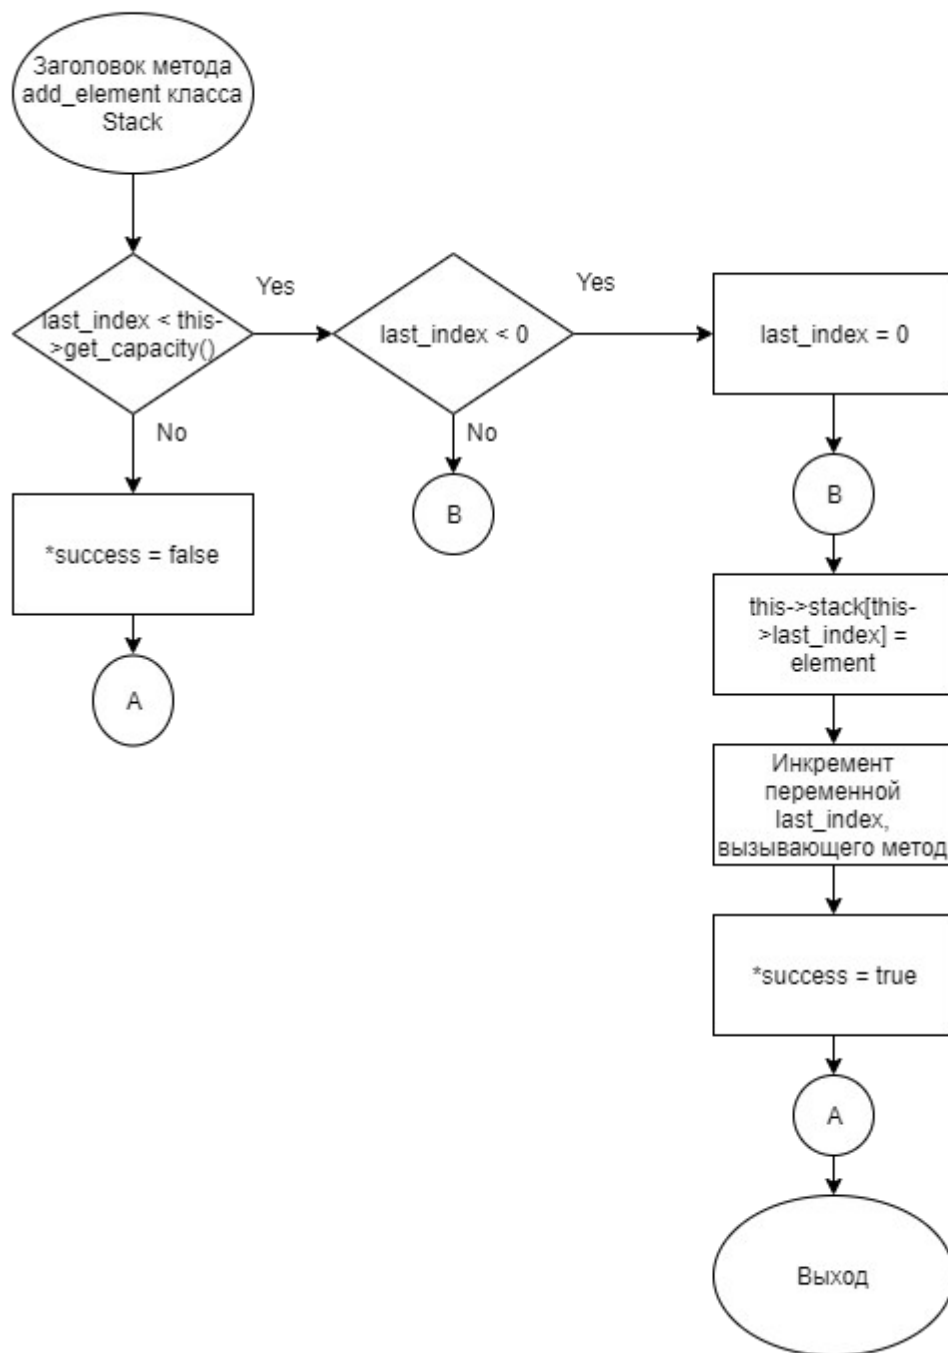 Заголовок метода
add_element класса
Stack
last_index < this-
>get_capacity()
Yes
No
last_index < 0
Yes
No
last_index = 0
*success = false
A
B
B
this->stack[this-
>last_index] =
element
Инкремент
переменной
last_index,
вызывающего метод
*success = true
A
Выход